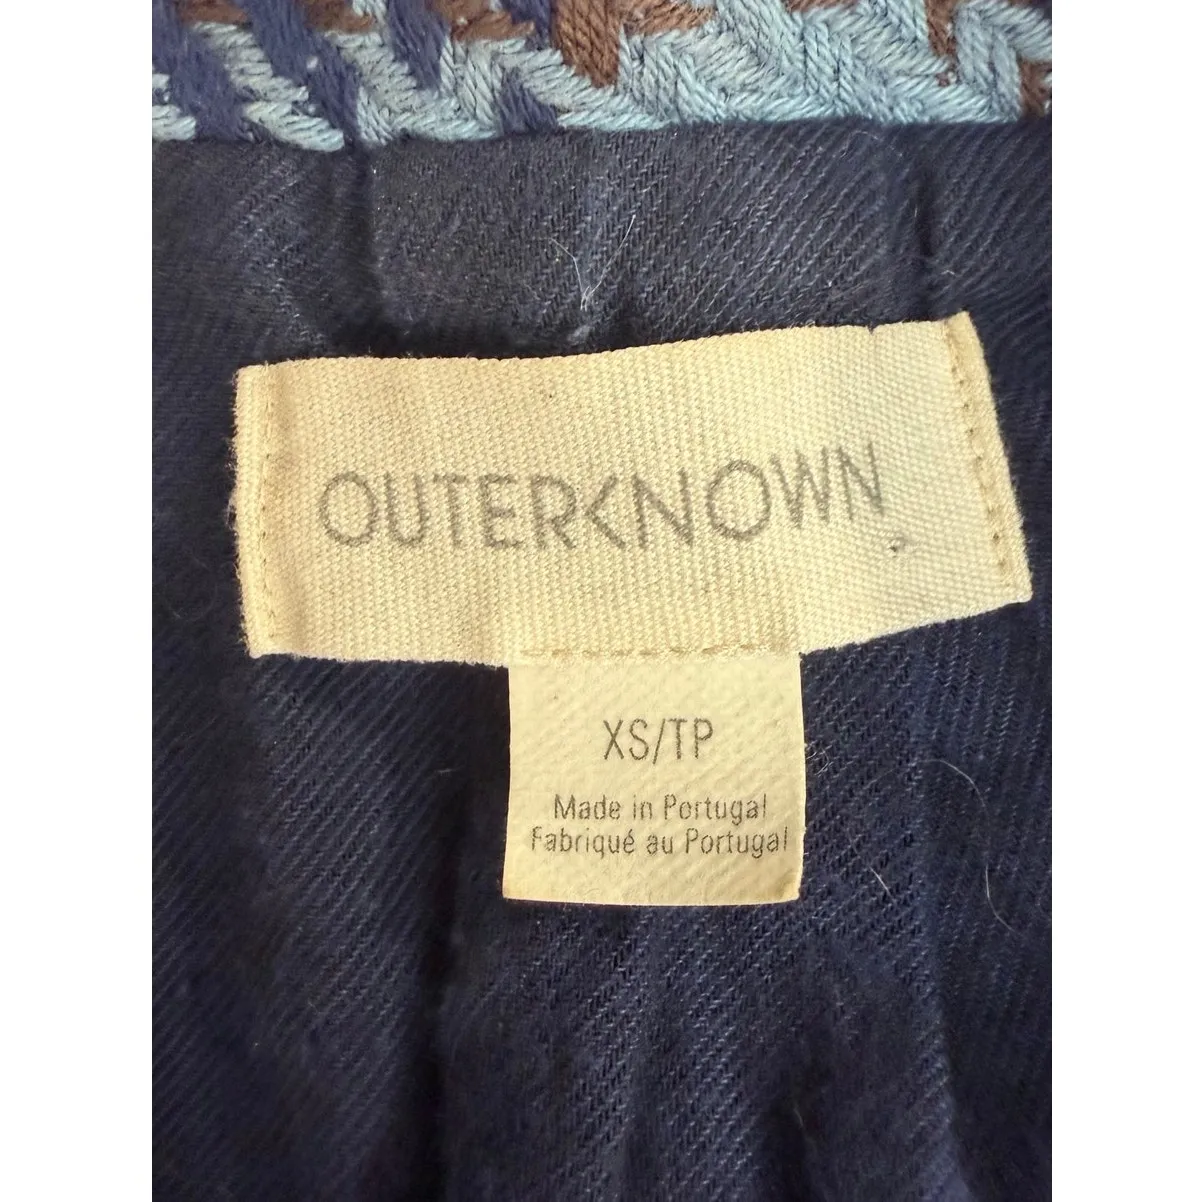 OUTERKNOWN
XS/TP
Made in Portugal
Fabriqué au Portugal